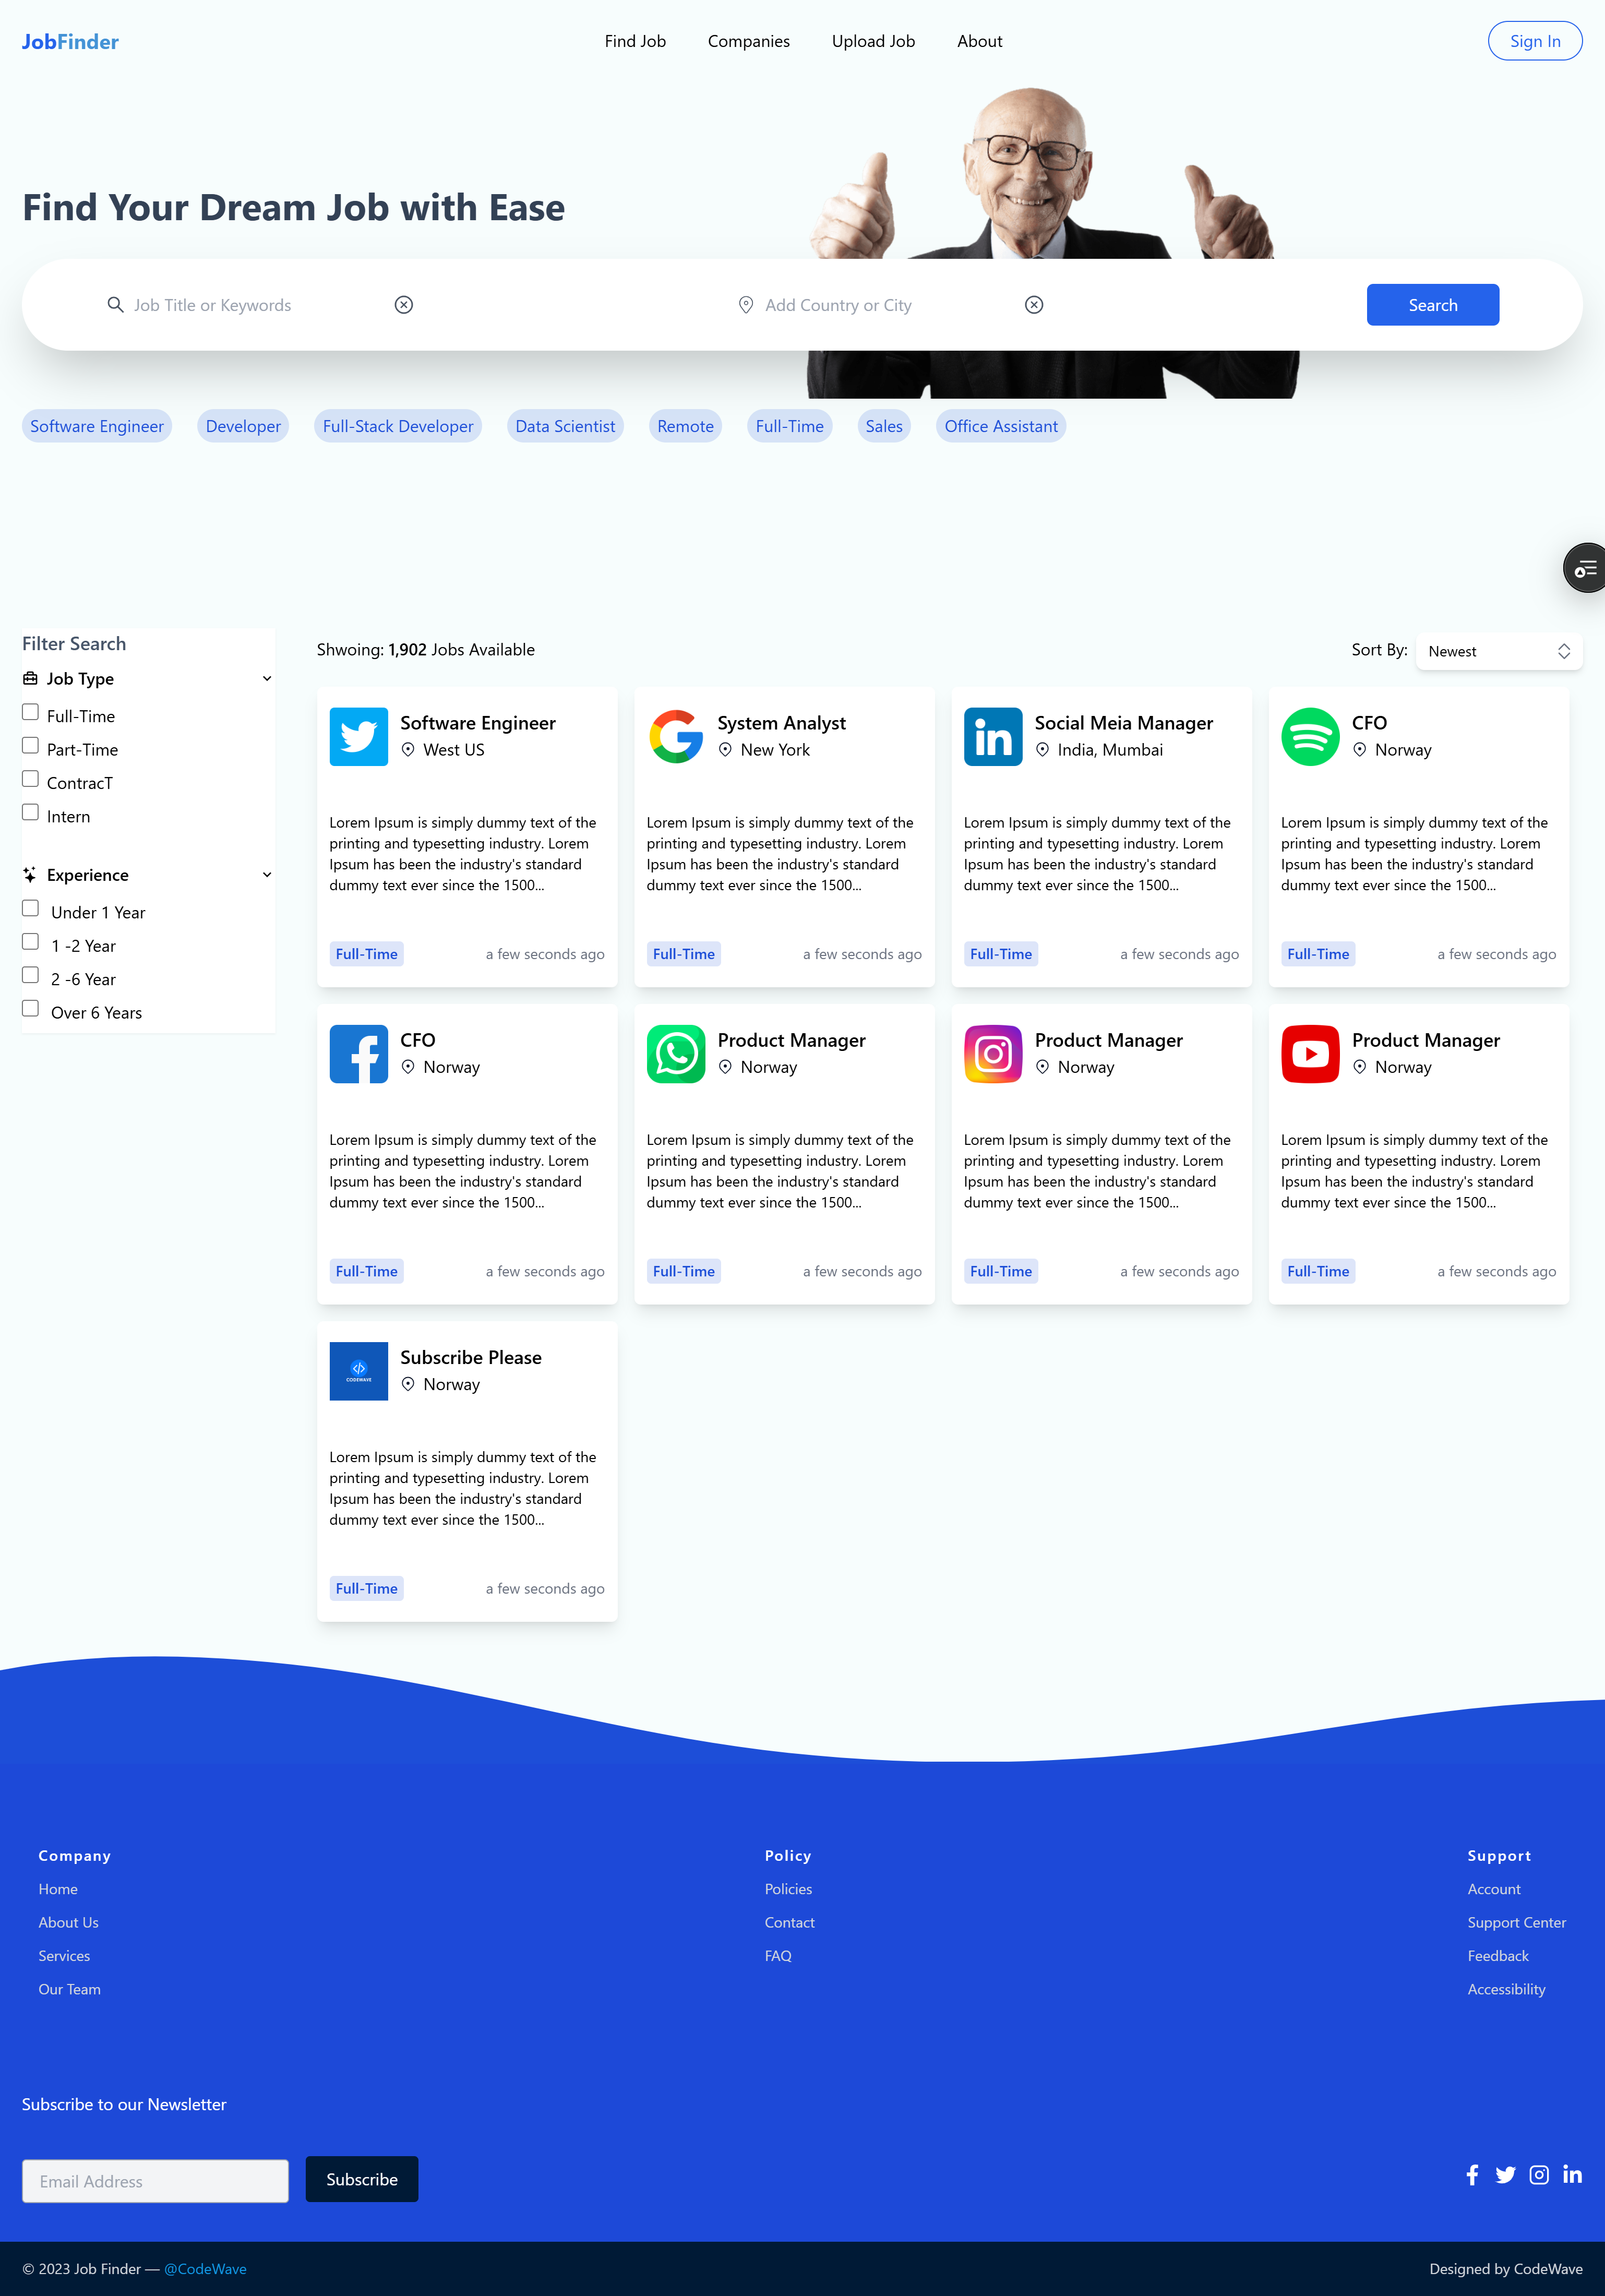 JobFinder
Find Job
Companies
Upload Job
About
Sign In
Find Your Dream Job with Ease
Job Title or Keywords
Add Country or City
Search
Software Engineer
Developer
Full-Stack Developer
Data Scientist
Remote
Full-Time
Sales
Office Assistant
Filter Search
Job Type
Full-Time
Part-Time
ContracT
Intern
Experience
Under 1 Year
1 -2 Year
2 -6 Year
Over 6 Years
Shwoing: 1,902 Jobs Available
Sort By:
Newest
Software Engineer
West US
Lorem Ipsum is simply dummy text of the
printing and typesetting industry. Lorem
Ipsum has been the industry's standard
dummy text ever since the 1500...
Full-Time
a few seconds ago
System Analyst
New York
Lorem Ipsum is simply dummy text of the
printing and typesetting industry. Lorem
Ipsum has been the industry's standard
dummy text ever since the 1500...
Full-Time
a few seconds ago
in
Social Meia Manager
India, Mumbai
Lorem Ipsum is simply dummy text of the
printing and typesetting industry. Lorem
Ipsum has been the industry's standard
dummy text ever since the 1500...
Full-Time
a few seconds ago
CFO
Norway
Lorem Ipsum is simply dummy text of the
printing and typesetting industry. Lorem
Ipsum has been the industry's standard
dummy text ever since the 1500...
Full-Time
a few seconds ago
CFO
Norway
Lorem Ipsum is simply dummy text of the
printing and typesetting industry. Lorem
Ipsum has been the industry's standard
dummy text ever since the 1500...
Full-Time
a few seconds ago
Product Manager
Norway
Lorem Ipsum is simply dummy text of the
printing and typesetting industry. Lorem
Ipsum has been the industry's standard
dummy text ever since the 1500...
Full-Time
a few seconds ago
Product Manager
Norway
Lorem Ipsum is simply dummy text of the
printing and typesetting industry. Lorem
Ipsum has been the industry's standard
dummy text ever since the 1500...
Full-Time
a few seconds ago
Product Manager
Norway
Lorem Ipsum is simply dummy text of the
printing and typesetting industry. Lorem
Ipsum has been the industry's standard
dummy text ever since the 1500...
Full-Time
a few seconds ago
CODEWAVE
Subscribe Please
Norway
Lorem Ipsum is simply dummy text of the
printing and typesetting industry. Lorem
Ipsum has been the industry's standard
dummy text ever since the 1500...
Full-Time
a few seconds ago
Company
Home
About Us
Services
Our Team
Policy
Policies
Contact
FAQ
Support
Account
Support Center
Feedback
Accessibility
Subscribe to our Newsletter
Email Address
Subscribe
© 2023 Job Finder — @CodeWave
Designed by CodeWave